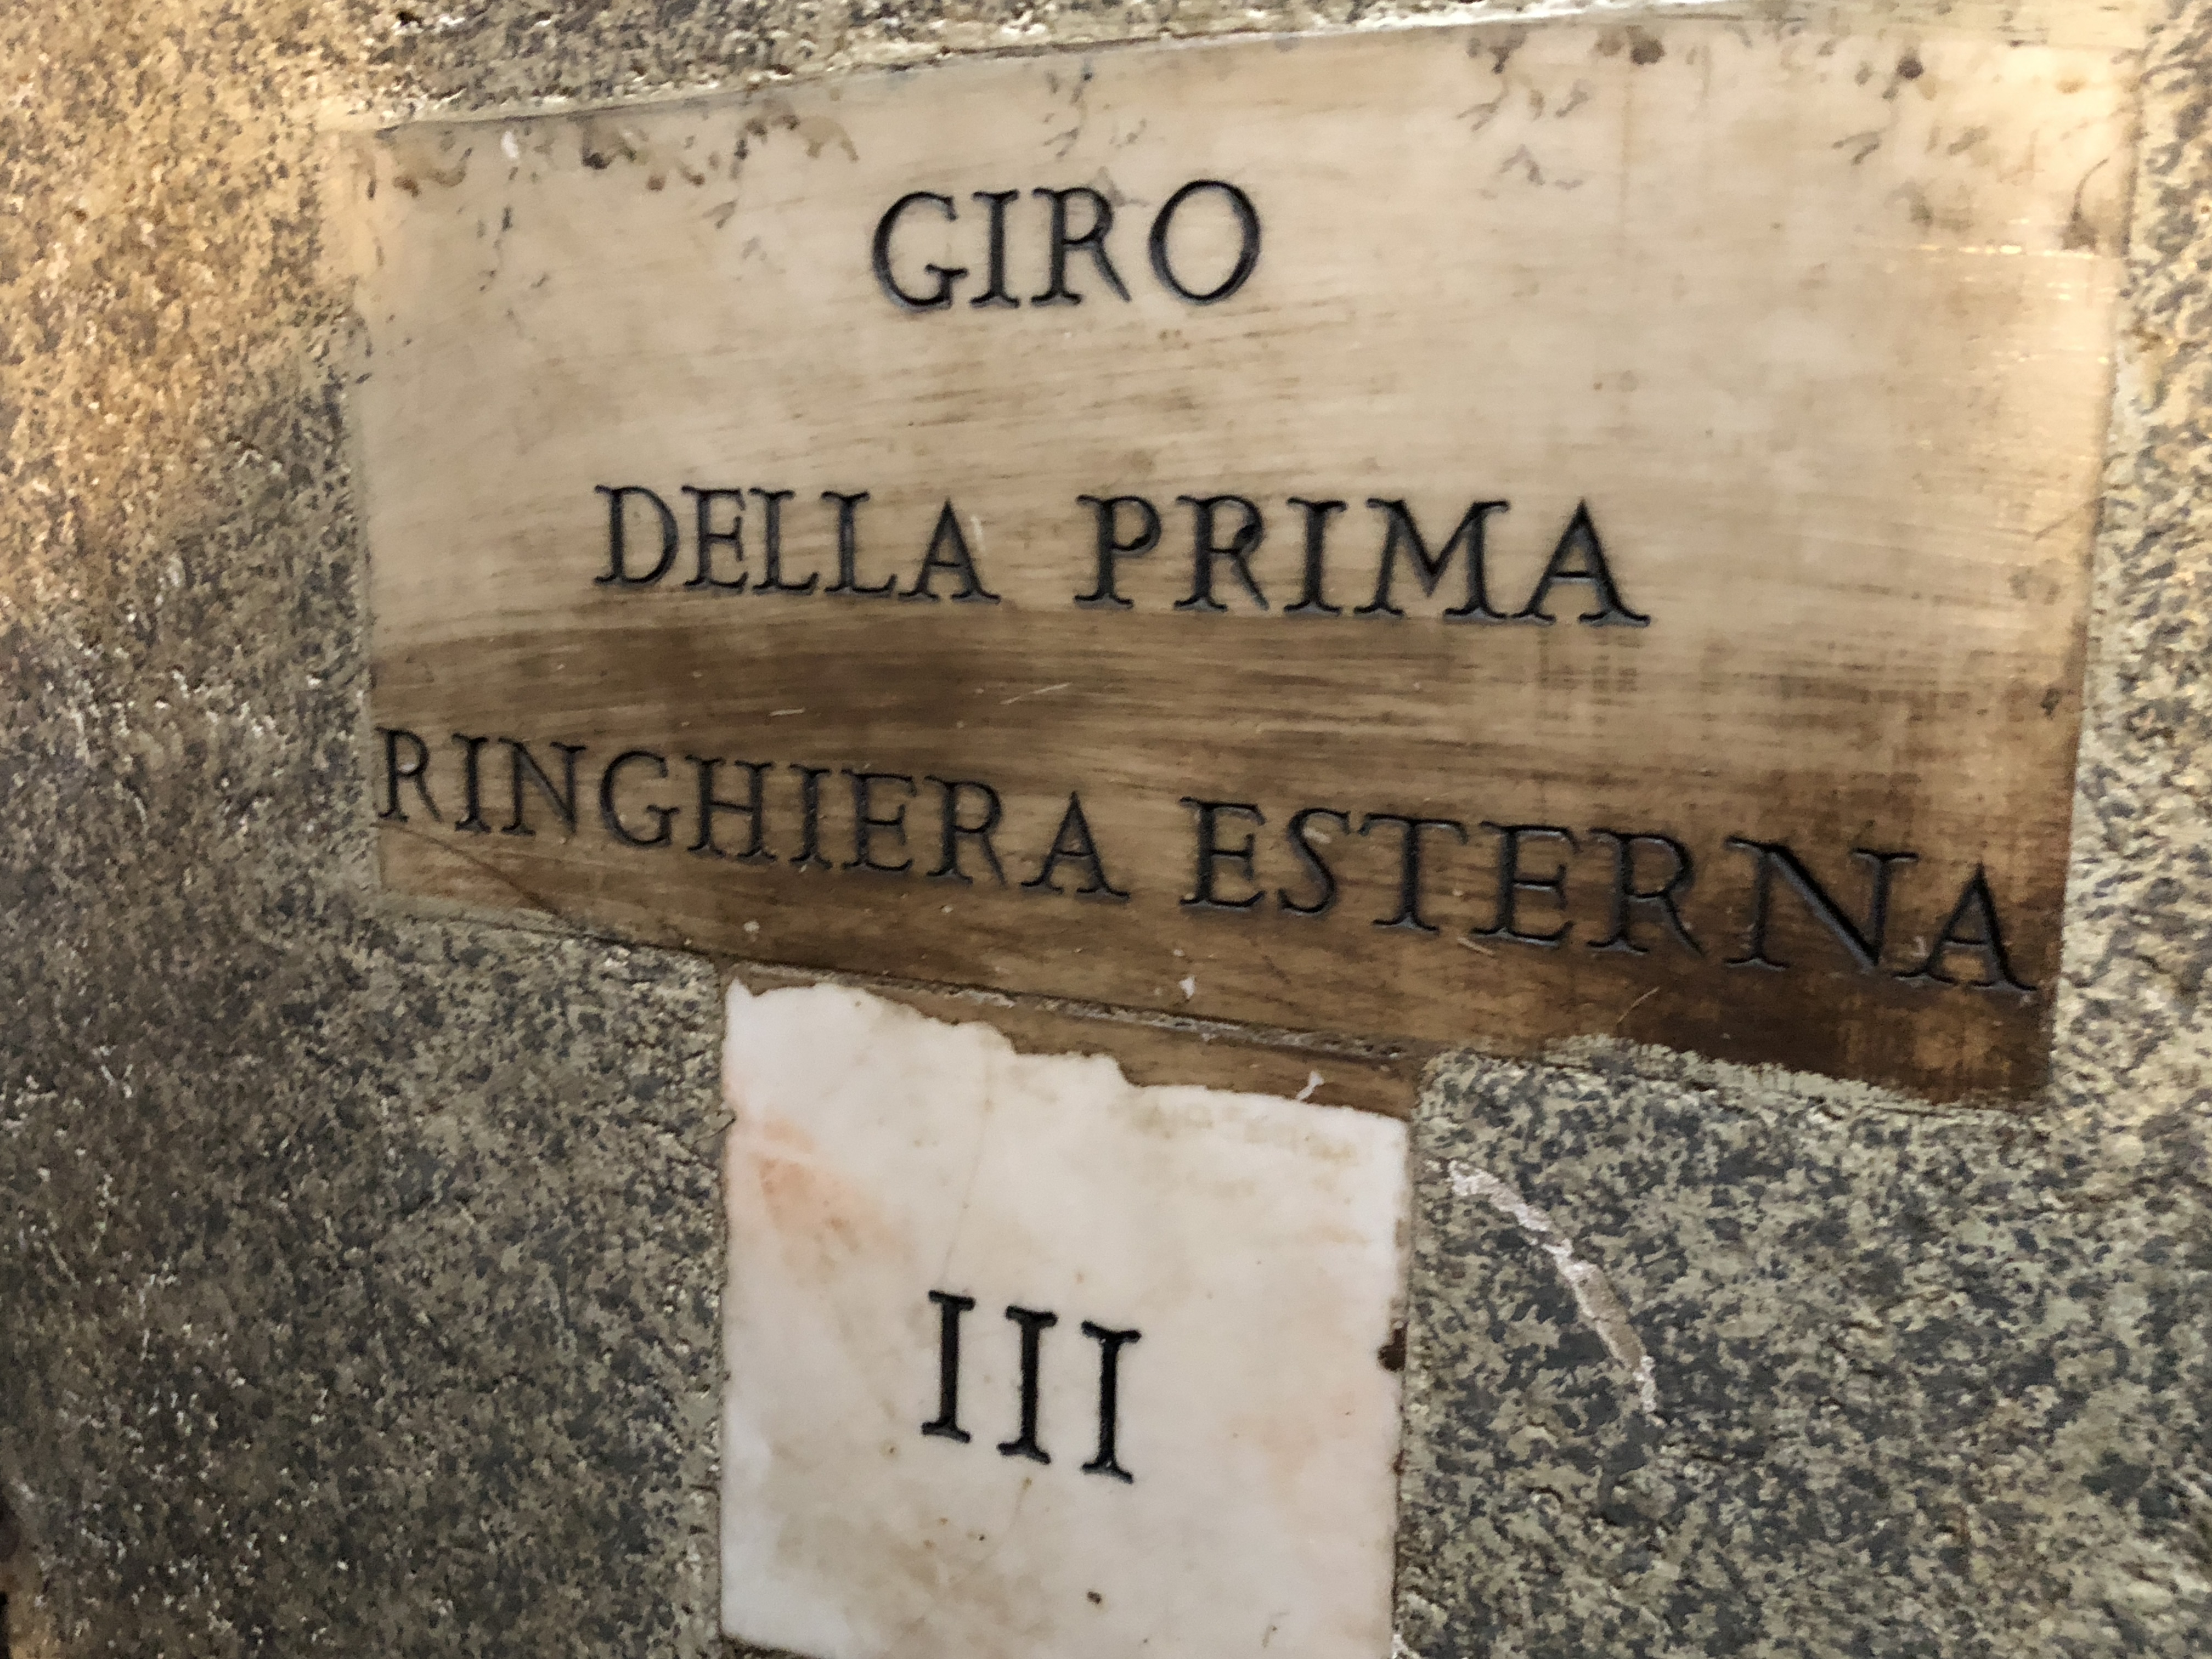 GIRO
DELLA PRIMA
RINGHIERA ESTERNA
III